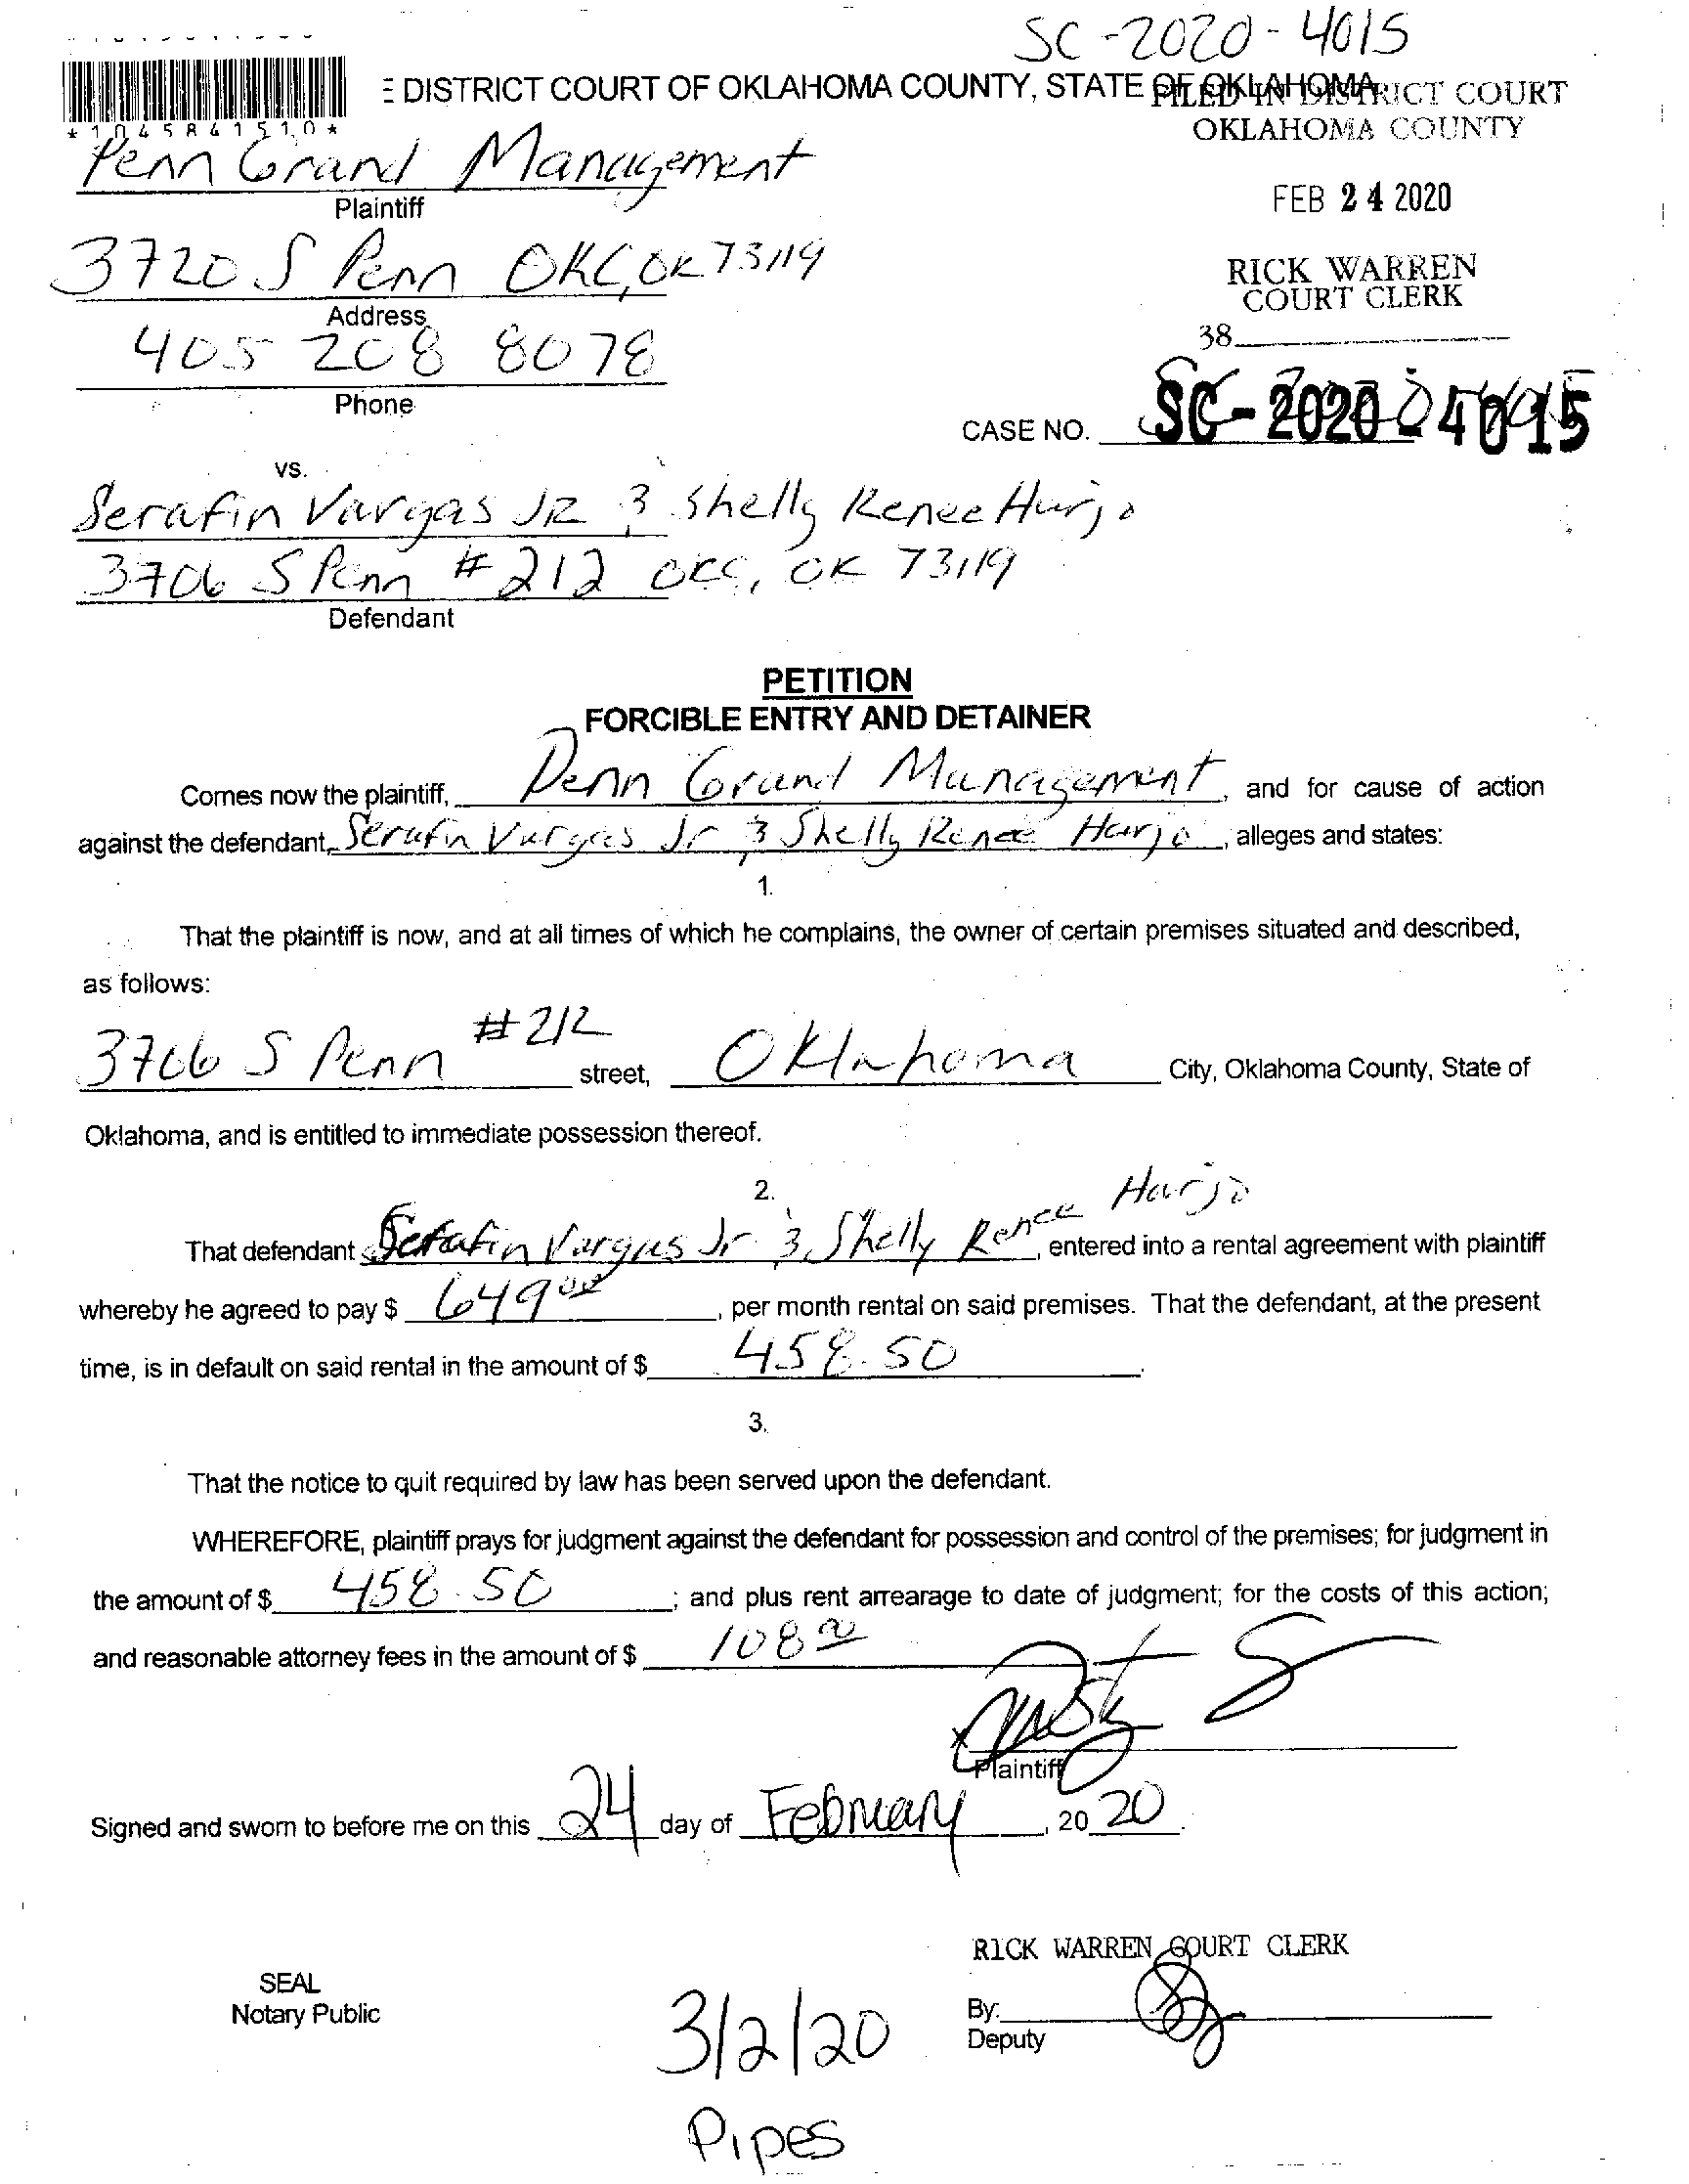 SC-2020-4015
E DISTRICT COURT OF OKLAHOMA COUNTY, STATE OF OKLAHOMA
FILED IN DISTRICT COURT
OKLAHOMA COUNTY
*1045841510*
Penn Grand Management
Plaintiff
FEB 24 2020
3720 S Penn OKC, OK 73119
Address
RICK WARREN
COURT CLERK
405 208 8078
38
Phone
CASE NO. SC-2020-4015
vs.
Serafin Vargas JR & Shelly Renee Harjo
3706 S Penn #212 OKC, OK 73119
Defendant
PETITION
FORCIBLE ENTRY AND DETAINER
Comes now the plaintiff, Penn Grand Management, and for cause of action
against the defendant, Serafin Vargas Jr & Shelly Renee Harjo, alleges and states:
1.
That the plaintiff is now, and at all times of which he complains, the owner of certain premises situated and described,
as follows:
3706 S Penn #212 street, Oklahoma City, Oklahoma County, State of
Oklahoma, and is entitled to immediate possession thereof.
2.
That defendant Serafin Vargas Jr & Shelly Renee Harjo, entered into a rental agreement with plaintiff
whereby he agreed to pay $ 649.00, per month rental on said premises. That the defendant, at the present
time, is in default on said rental in the amount of $ 458.50.
3.
That the notice to quit required by law has been served upon the defendant.
WHEREFORE, plaintiff prays for judgment against the defendant for possession and control of the premises; for judgment in
the amount of $ 458.50; and plus rent arrearage to date of judgment; for the costs of this action;
and reasonable attorney fees in the amount of $ 108.00
x
Plaintiff
Signed and sworn to before me on this 24 day of February, 2020.
RICK WARREN COURT CLERK
SEAL
Notary Public
By:
Deputy
3/2/20
Pipes